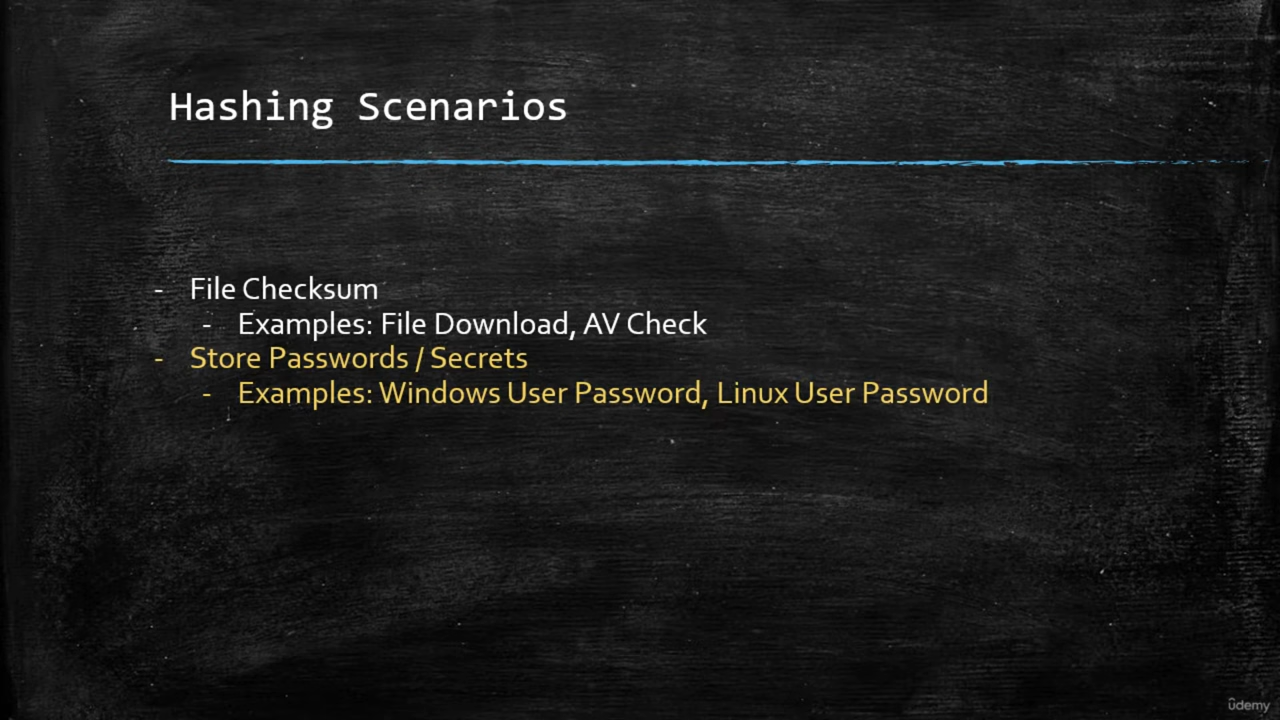 Hashing Scenarios
- File Checksum
- Examples: File Download, AV Check
- Store Passwords / Secrets
- Examples: Windows User Password, Linux User Password
ûdemy